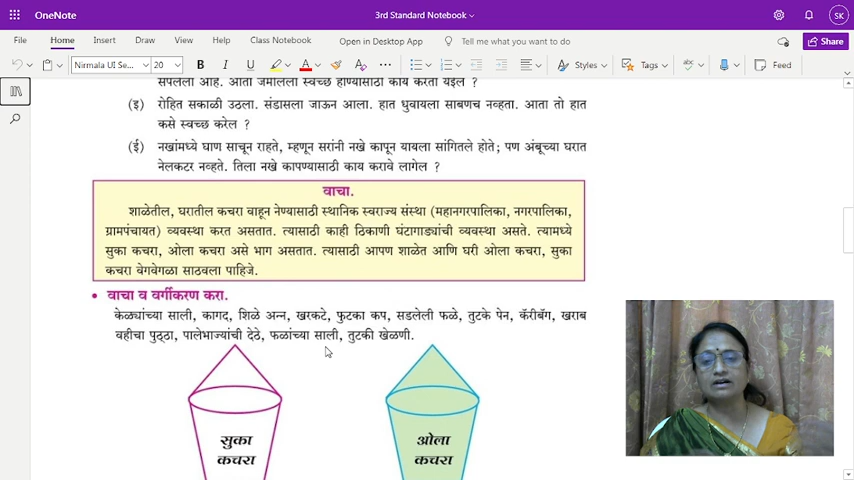 OneNote
3rd Standard Notebook
SK
File Home Insert Draw View Help Class Notebook Open in Desktop App Tell me what you want to do Share
Nirmala UI Se... 20 B I U A Styles Tags Feed
संपलेला आहे. आता जमालला स्वच्छ होण्यासाठी काय करता येईल ?
(इ) रोहित सकाळी उठला. संडासला जाऊन आला. हात धुवायला साबणच नव्हता. आता तो हात
कसे स्वच्छ करेल ?
(ई) नखांमध्ये घाण साचून राहते, म्हणून सरांनी नखे कापून यायला सांगितले होते; पण अंबूच्या घरात
नेलकटर नव्हते. तिला नखे कापण्यासाठी काय करावे लागेल ?
वाचा.
शाळेतील, घरातील कचरा वाहून नेण्यासाठी स्थानिक स्वराज्य संस्था (महानगरपालिका, नगरपालिका,
ग्रामपंचायत) व्यवस्था करत असतात. त्यासाठी काही ठिकाणी घंटागाड्यांची व्यवस्था असते. त्यामध्ये
सुका कचरा, ओला कचरा असे भाग असतात. त्यासाठी आपण शाळेत आणि घरी ओला कचरा, सुका
कचरा वेगवेगळा साठवला पाहिजे.
• वाचा व वर्गीकरण करा.
केळ्यांच्या साली, कागद, शिळे अन्न, खरकटे, फुटका कप, सडलेली फळे, तुटके पेन, कॅरीबॅग, खराब
वहीचा पुठ्ठा, पालेभाज्यांची देठे, फळांच्या साली, तुटकी खेळणी.
सुका
कचरा
ओला
कचरा